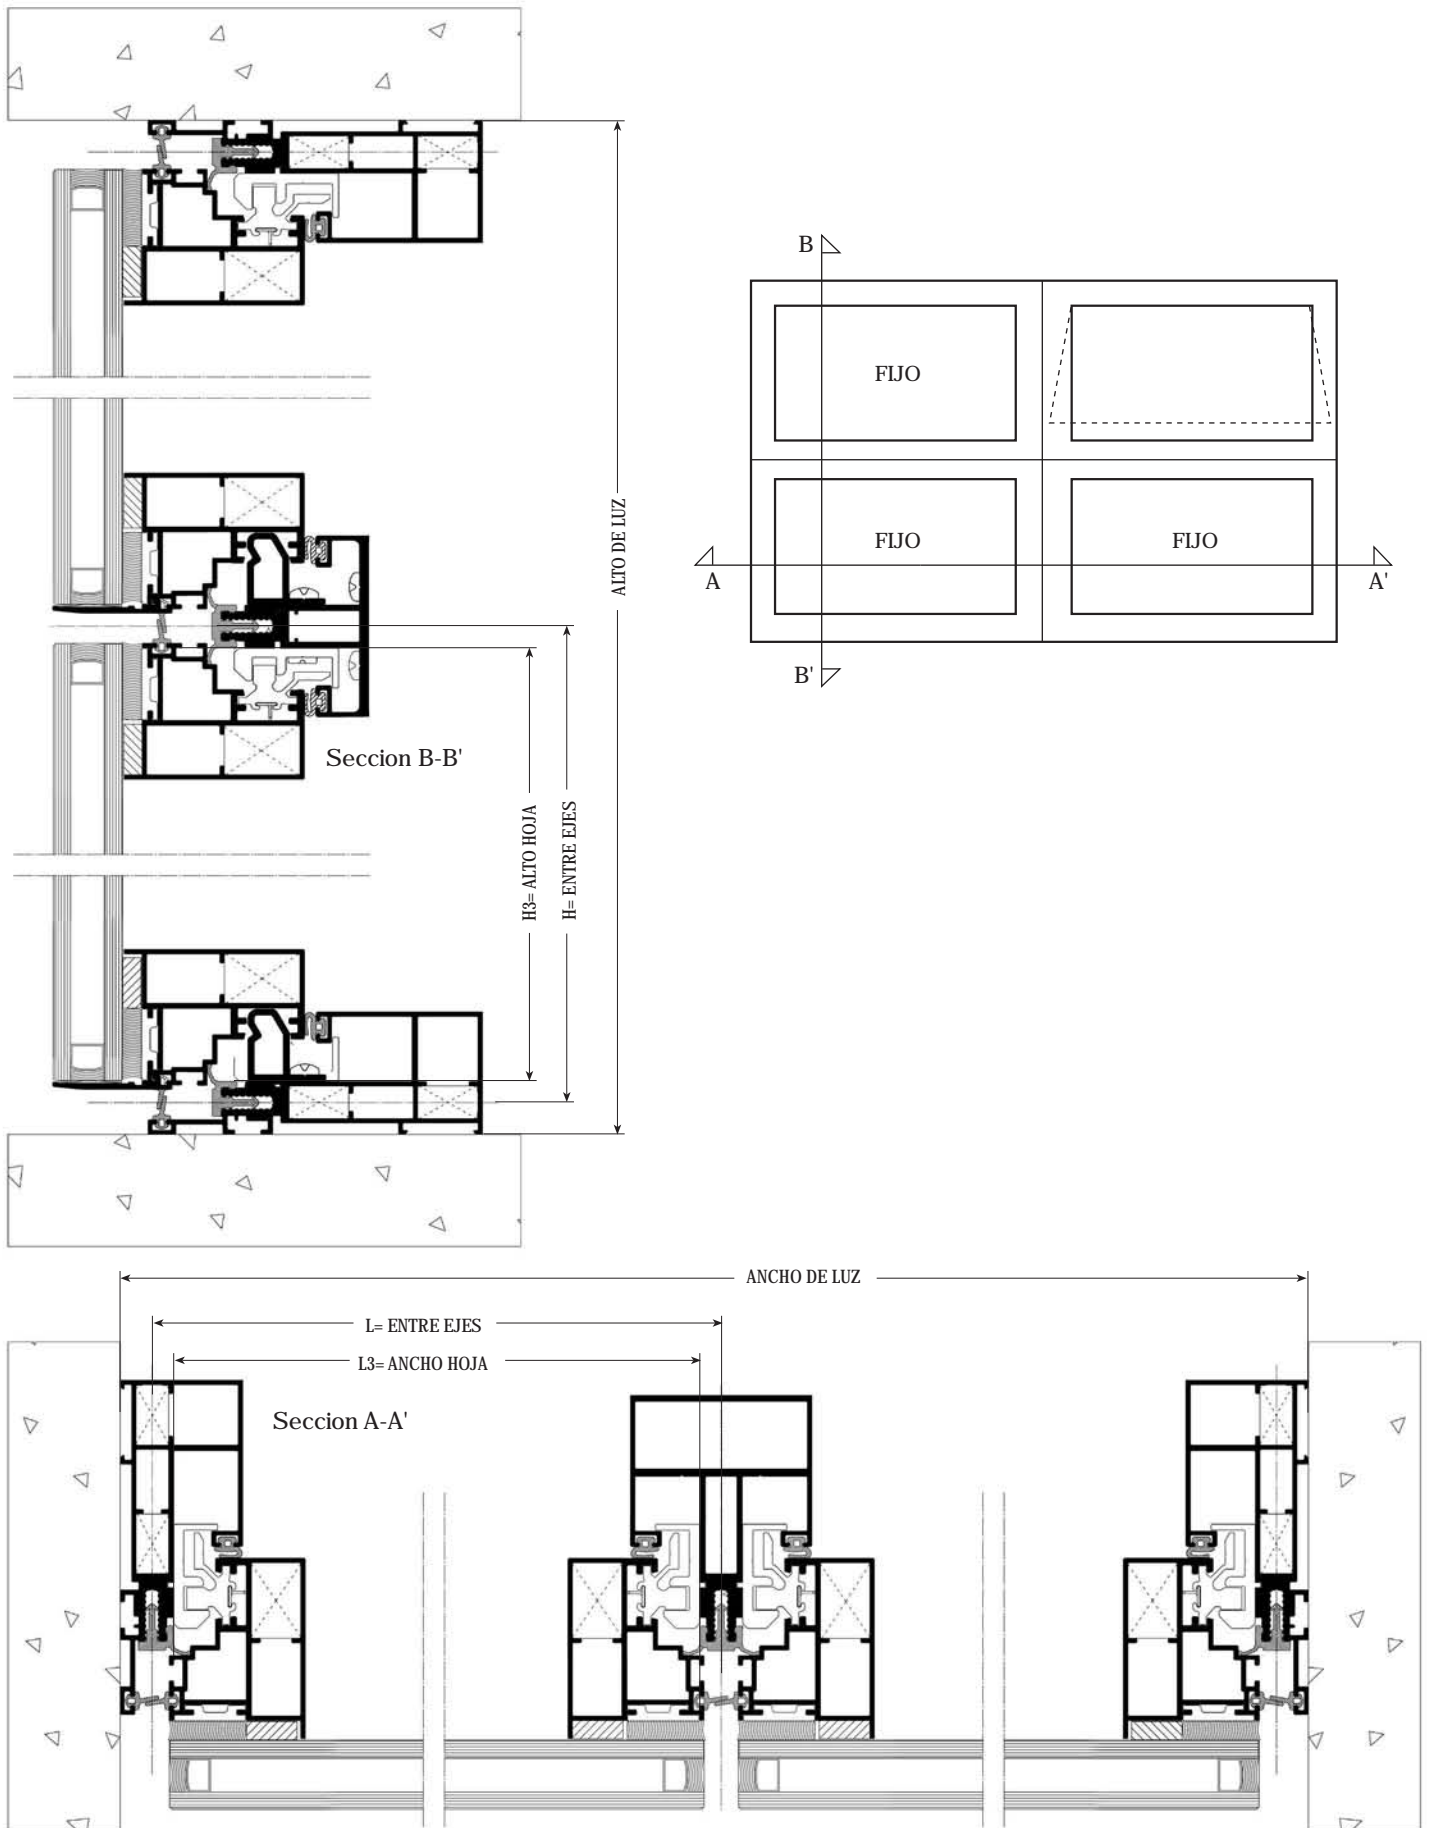 B
FIJO
FIJO
FIJO
A
A'
B'
ALTO DE LUZ
Seccion B-B'
H3= ALTO HOJA
H= ENTRE EJES
ANCHO DE LUZ
L= ENTRE EJES
L3= ANCHO HOJA
Seccion A-A'